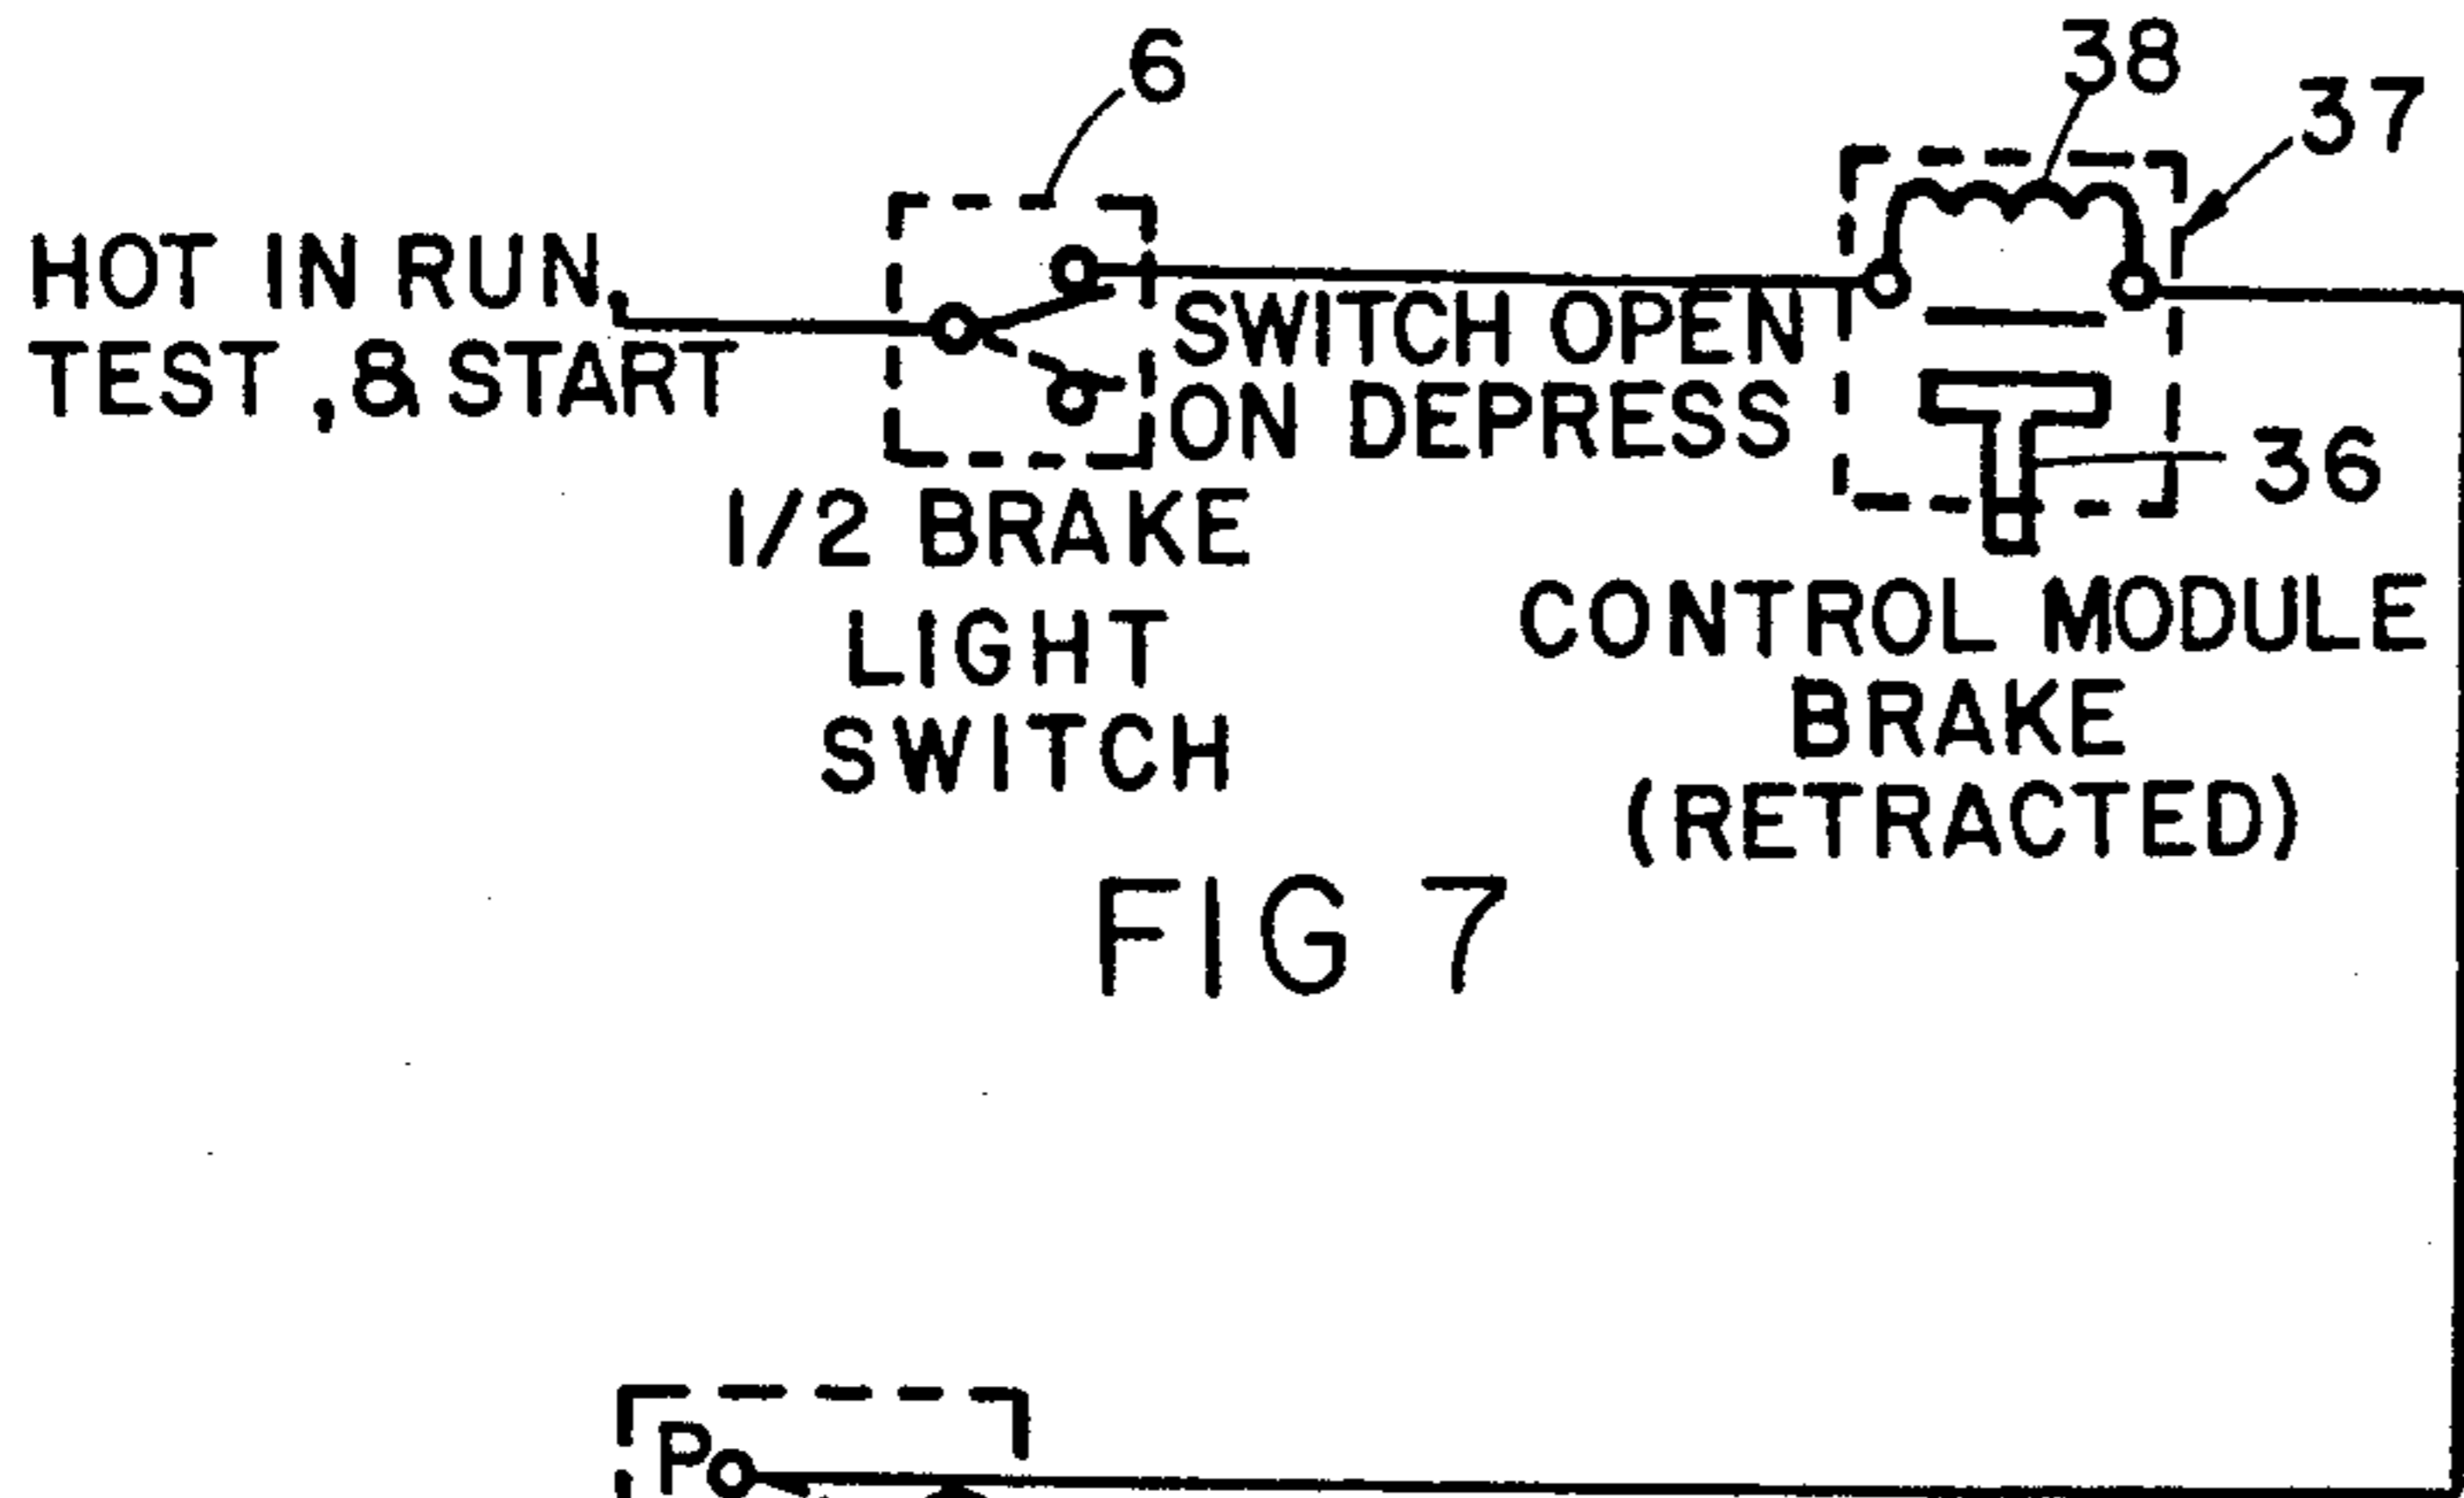 6
38
37
HOT IN RUN,
TEST, & START
SWITCH OPEN
ON DEPRESS
36
1/2 BRAKE
LIGHT
SWITCH
CONTROL MODULE
BRAKE
(RETRACTED)
FIG 7
P